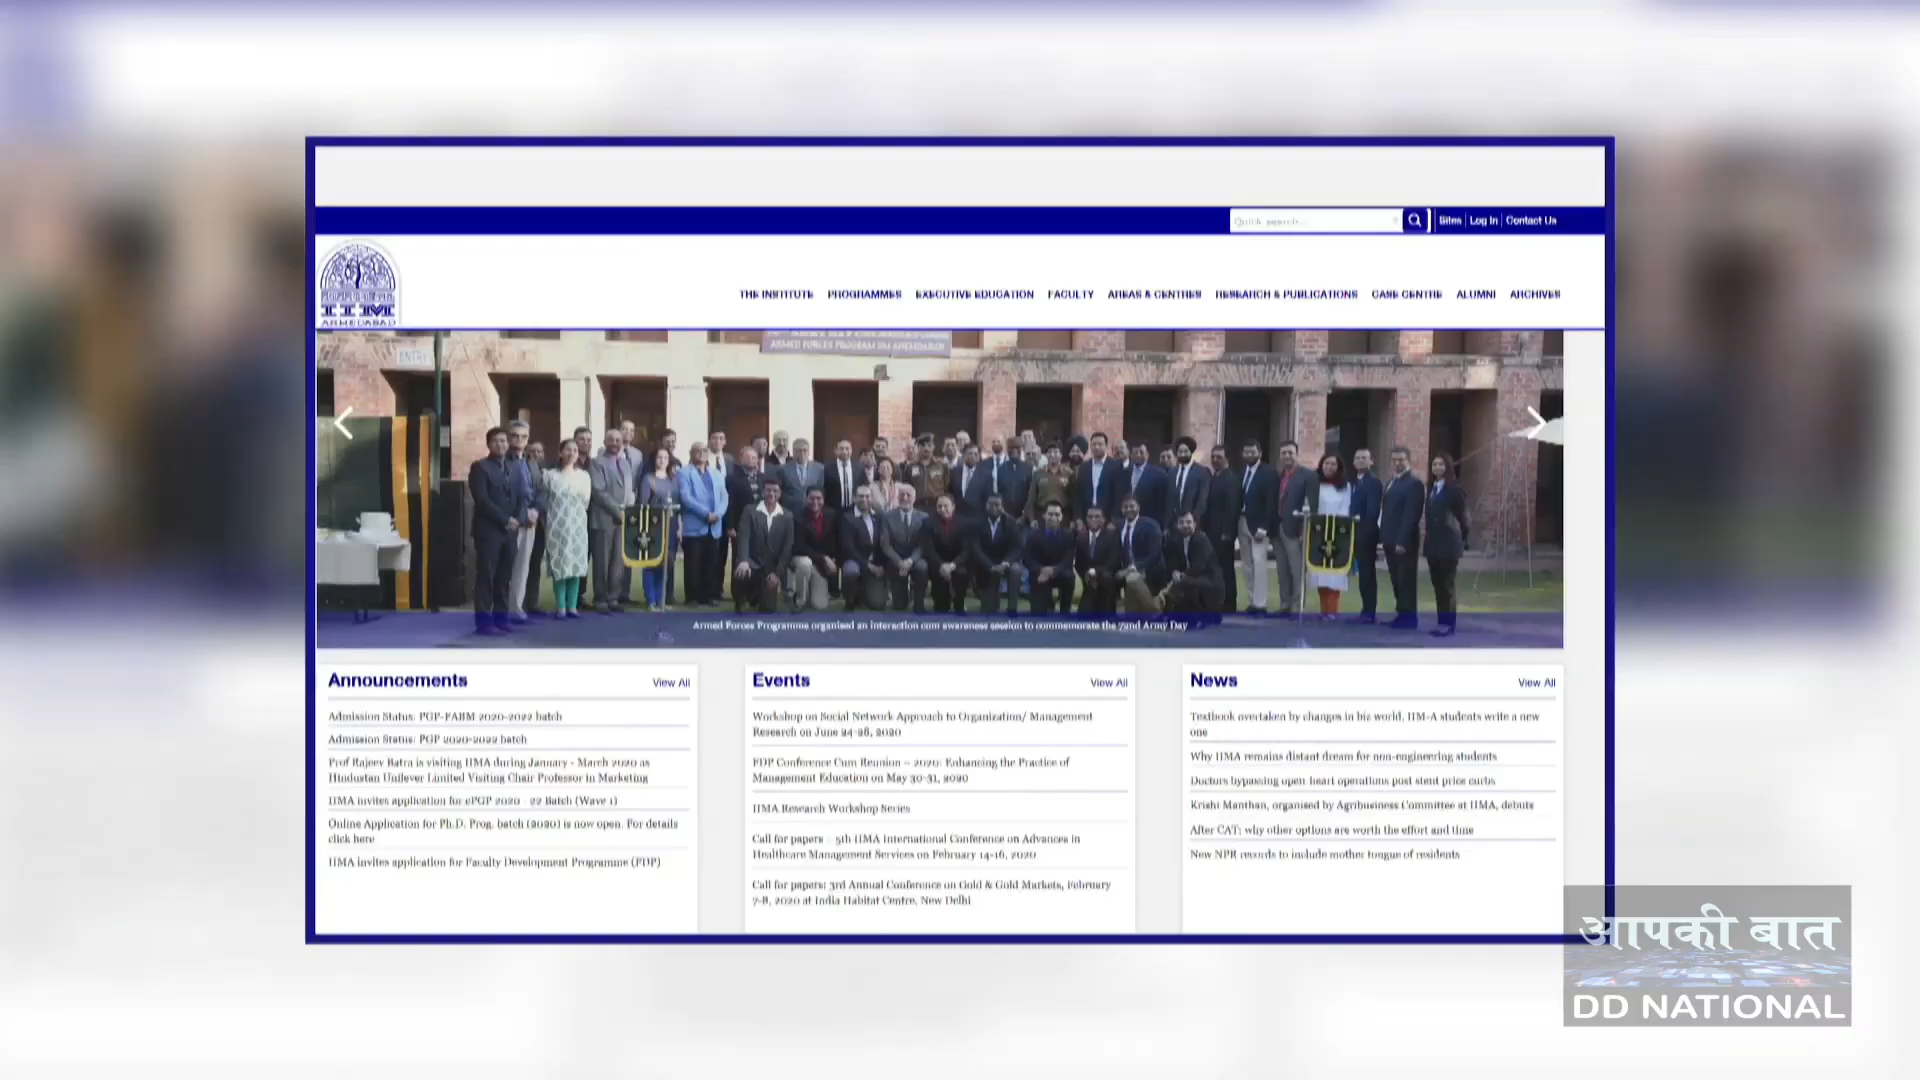 Quick search...
Sites | Log In | Contact Us
IIM
AHMEDABAD
THE INSTITUTE PROGRAMMES EXECUTIVE EDUCATION FACULTY AREAS & CENTRES RESEARCH & PUBLICATIONS CASE CENTRE ALUMNI ARCHIVES
ENTRY
ARMED FORCES PROGRAM IIM AHMEDABAD
Armed Forces Programme organised an interaction cum awareness session to commemorate the 72nd Army Day
Announcements View All
Admission Status: PGP-FABM 2020-2022 batch
Admission Status: PGP 2020-2022 batch
Prof Rajeev Batra is visiting IIMA during January - March 2020 as
Hindustan Unilever Limited Visiting Chair Professor in Marketing
IIMA invites application for ePGP 2020 - 22 Batch (Wave 1)
Online Application for Ph.D. Prog. batch (2020) is now open. For details
click here
IIMA invites application for Faculty Development Programme (FDP)
Events View All
Workshop on Social Network Approach to Organization/ Management
Research on June 24-28, 2020
FDP Conference Cum Reunion – 2020: Enhancing the Practice of
Management Education on May 30-31, 2020
IIMA Research Workshop Series
Call for papers – 5th IIMA International Conference on Advances in
Healthcare Management Services on February 14-16, 2020
Call for papers: 3rd Annual Conference on Gold & Gold Markets, February
7-8, 2020 at India Habitat Centre, New Delhi
News View All
Textbook overtaken by changes in biz world, IIM-A students write a new
one
Why IIMA remains distant dream for non-engineering students
Doctors bypassing open heart operations post stent price curbs
Krishi Manthan, organised by Agribusiness Committee at IIMA, debuts
After CAT: why other options are worth the effort and time
New NPR records to include mother tongue of residents
आपकी बात
DD NATIONAL